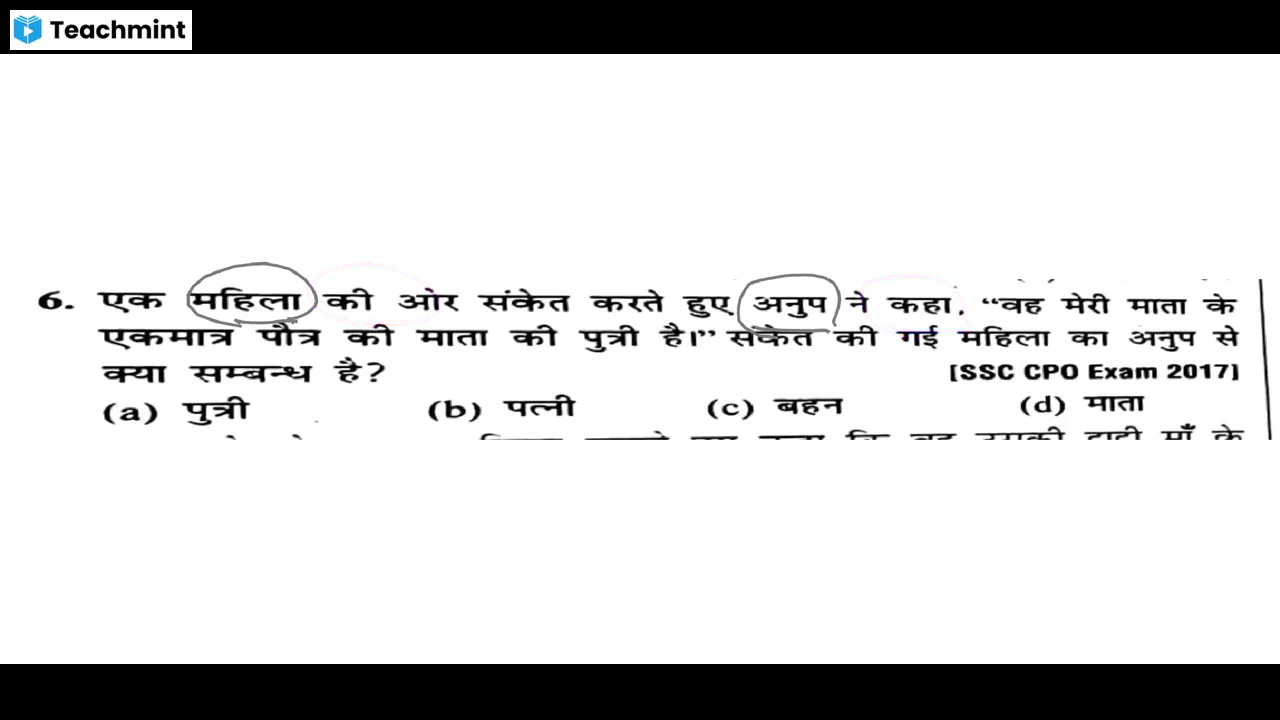 Teachmint
6. एक महिला की ओर संकेत करते हुए अनुप ने कहा, “वह मेरी माता के
एकमात्र पौत्र की माता की पुत्री है।” संकेत की गई महिला का अनुप से
क्या सम्बन्ध है? [SSC CPO Exam 2017]
(a) पुत्री (b) पत्नी (c) बहन (d) माता